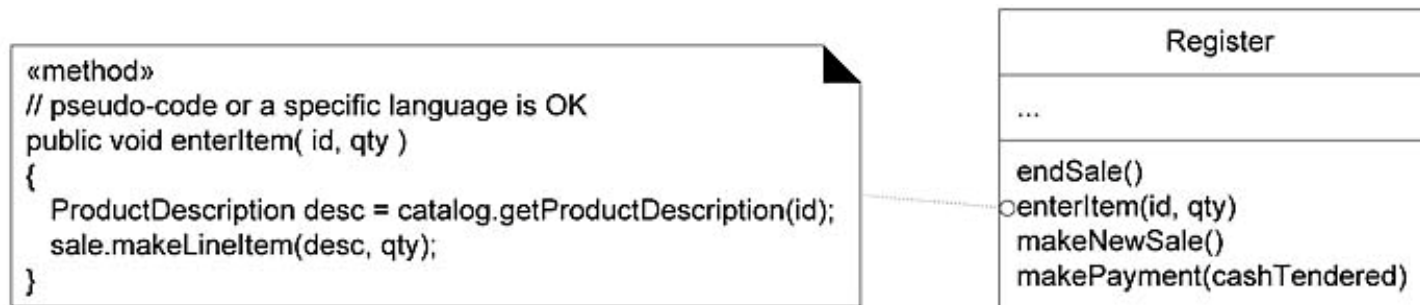 «method»
// pseudo-code or a specific language is OK
public void enterItem( id, qty )
{
ProductDescription desc = catalog.getProductDescription(id);
sale.makeLineItem(desc, qty);
}
Register
...
endSale()
enterItem(id, qty)
makeNewSale()
makePayment(cashTendered)